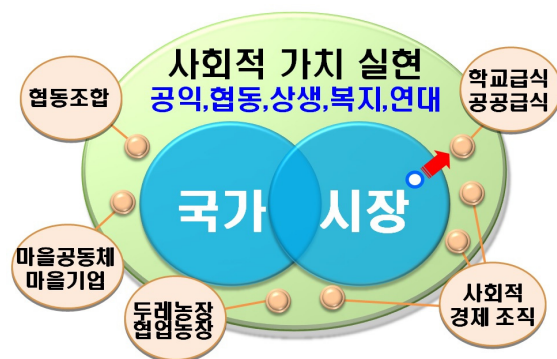 사회적 가치 실현
공익,협동,상생,복지,연대
협동조합
학교급식
공공급식
국가
시장
마을공동체
마을기업
두레농장
협업농장
사회적
경제 조직